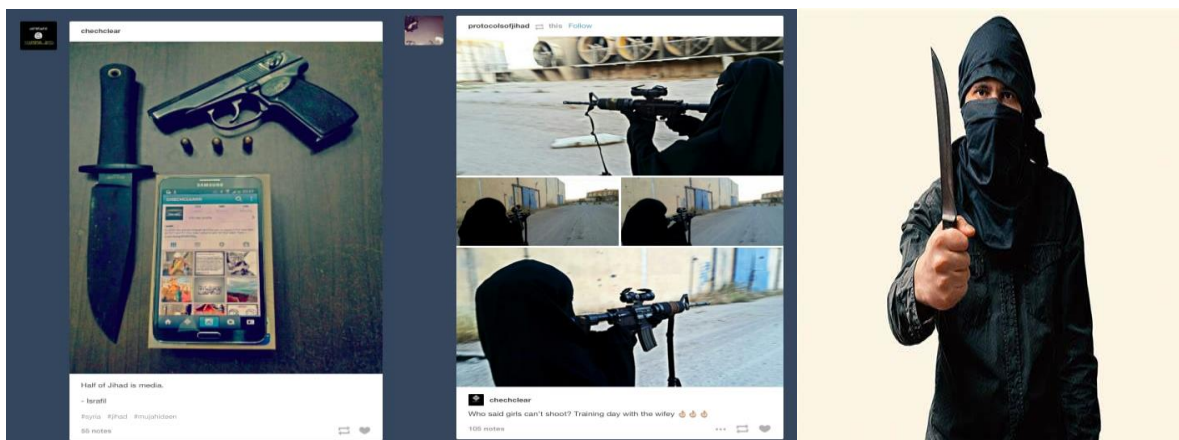 chechclear
SAMSUNG
Half of Jihad is media.
- Israfil
#syria #jihad #mujahideen
55 notes
protocolsofjihad this Follow
chechclear
Who said girls can't shoot? Training day with the wifey 👌👌👌
105 notes